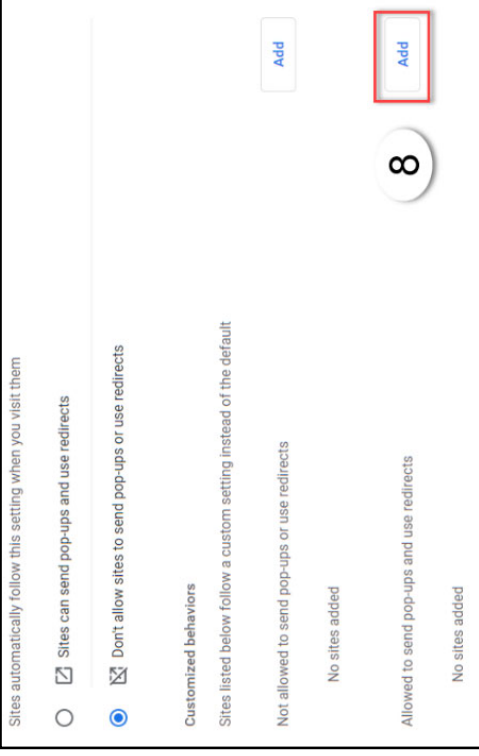 Sites automatically follow this setting when you visit them
Sites can send pop-ups and use redirects
Don't allow sites to send pop-ups or use redirects
Customized behaviors
Sites listed below follow a custom setting instead of the default
Not allowed to send pop-ups or use redirects Add
No sites added
Allowed to send pop-ups and use redirects 8 Add
No sites added